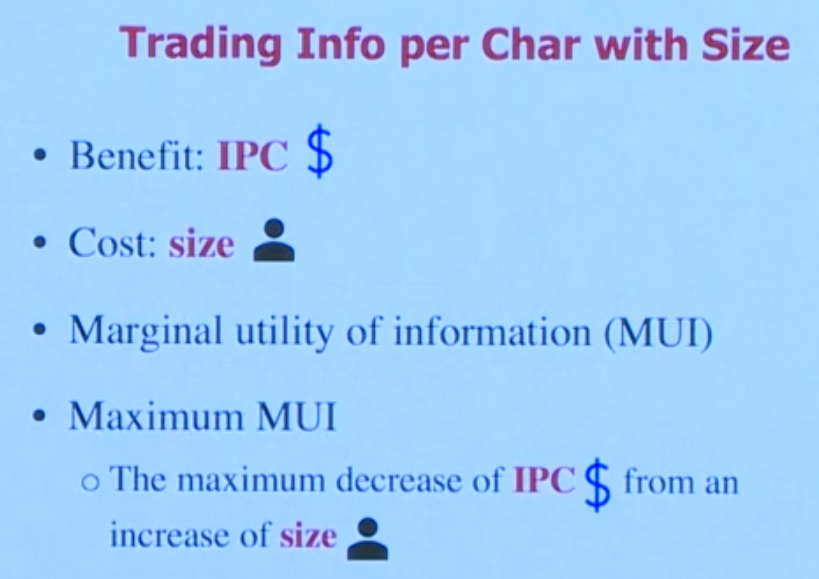 Trading Info per Char with Size
• Benefit: IPC $
• Cost: size
• Marginal utility of information (MUI)
• Maximum MUI
○ The maximum decrease of IPC $ from an
increase of size